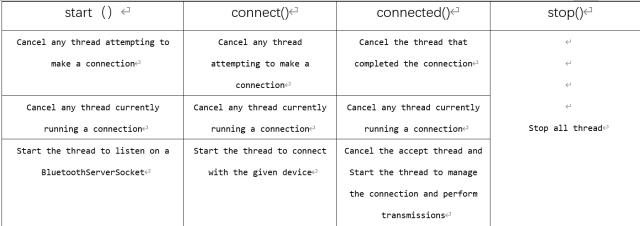 start （） connect() connected() stop()
Cancel any thread attempting to
make a connection
Cancel any thread
attempting to make a
connection
Cancel the thread that
completed the connection
Cancel any thread currently
running a connection
Cancel any thread currently
running a connection
Cancel any thread currently
running a connection
Start the thread to listen on a
BluetoothServerSocket
Start the thread to connect
with the given device
Cancel the accept thread and
Start the thread to manage
the connection and perform
transmissions
Stop all thread